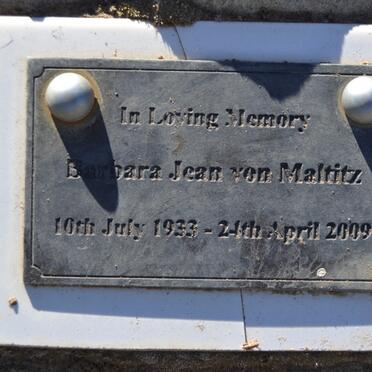 In Loving Memory
Barbara Jean von Maltitz
10th July 1933 - 24th April 2009